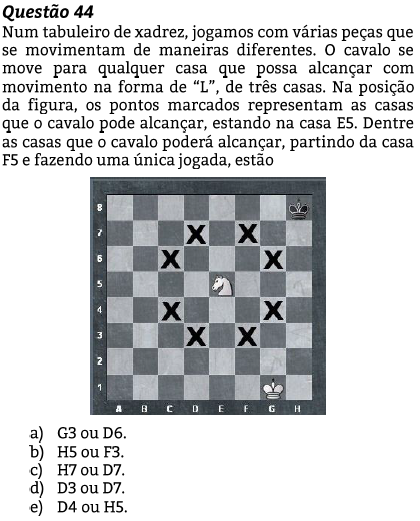 Questão 44
Num tabuleiro de xadrez, jogamos com várias peças que
se movimentam de maneiras diferentes. O cavalo se
move para qualquer casa que possa alcançar com
movimento na forma de “L”, de três casas. Na posição
da figura, os pontos marcados representam as casas
que o cavalo pode alcançar, estando na casa E5. Dentre
as casas que o cavalo poderá alcançar, partindo da casa
F5 e fazendo uma única jogada, estão
8
7
X X
6
X X
5
4
X X
3
X X
2
1
A B C D E F G H
a) G3 ou D6.
b) H5 ou F3.
c) H7 ou D7.
d) D3 ou D7.
e) D4 ou H5.